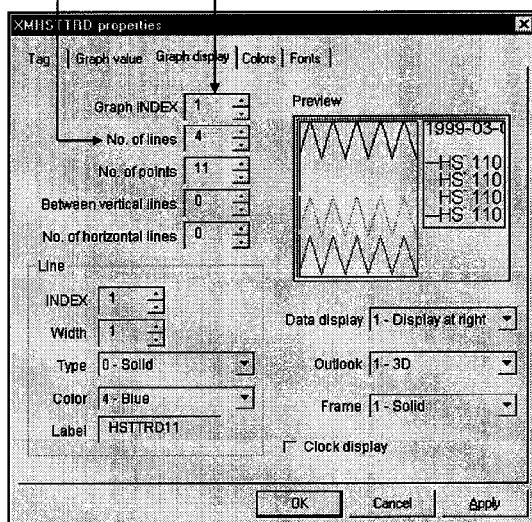 XMHSTTRD properties
Tag Graph value Graph display Colors Fonts
Graph INDEX 1
No. of lines 4
No. of points 11
Between vertical lines 0
No. of horizontal lines 0
Preview
1999-03-
HS 110
HS 110
HS 110
HS 110
Line
INDEX 1
Width 1
Type 0 - Solid
Color 4 - Blue
Label HSTTRD11
Data display 1 - Display at right
Outlook 1 - 3D
Frame 1 - Solid
Clock display
OK Cancel Apply